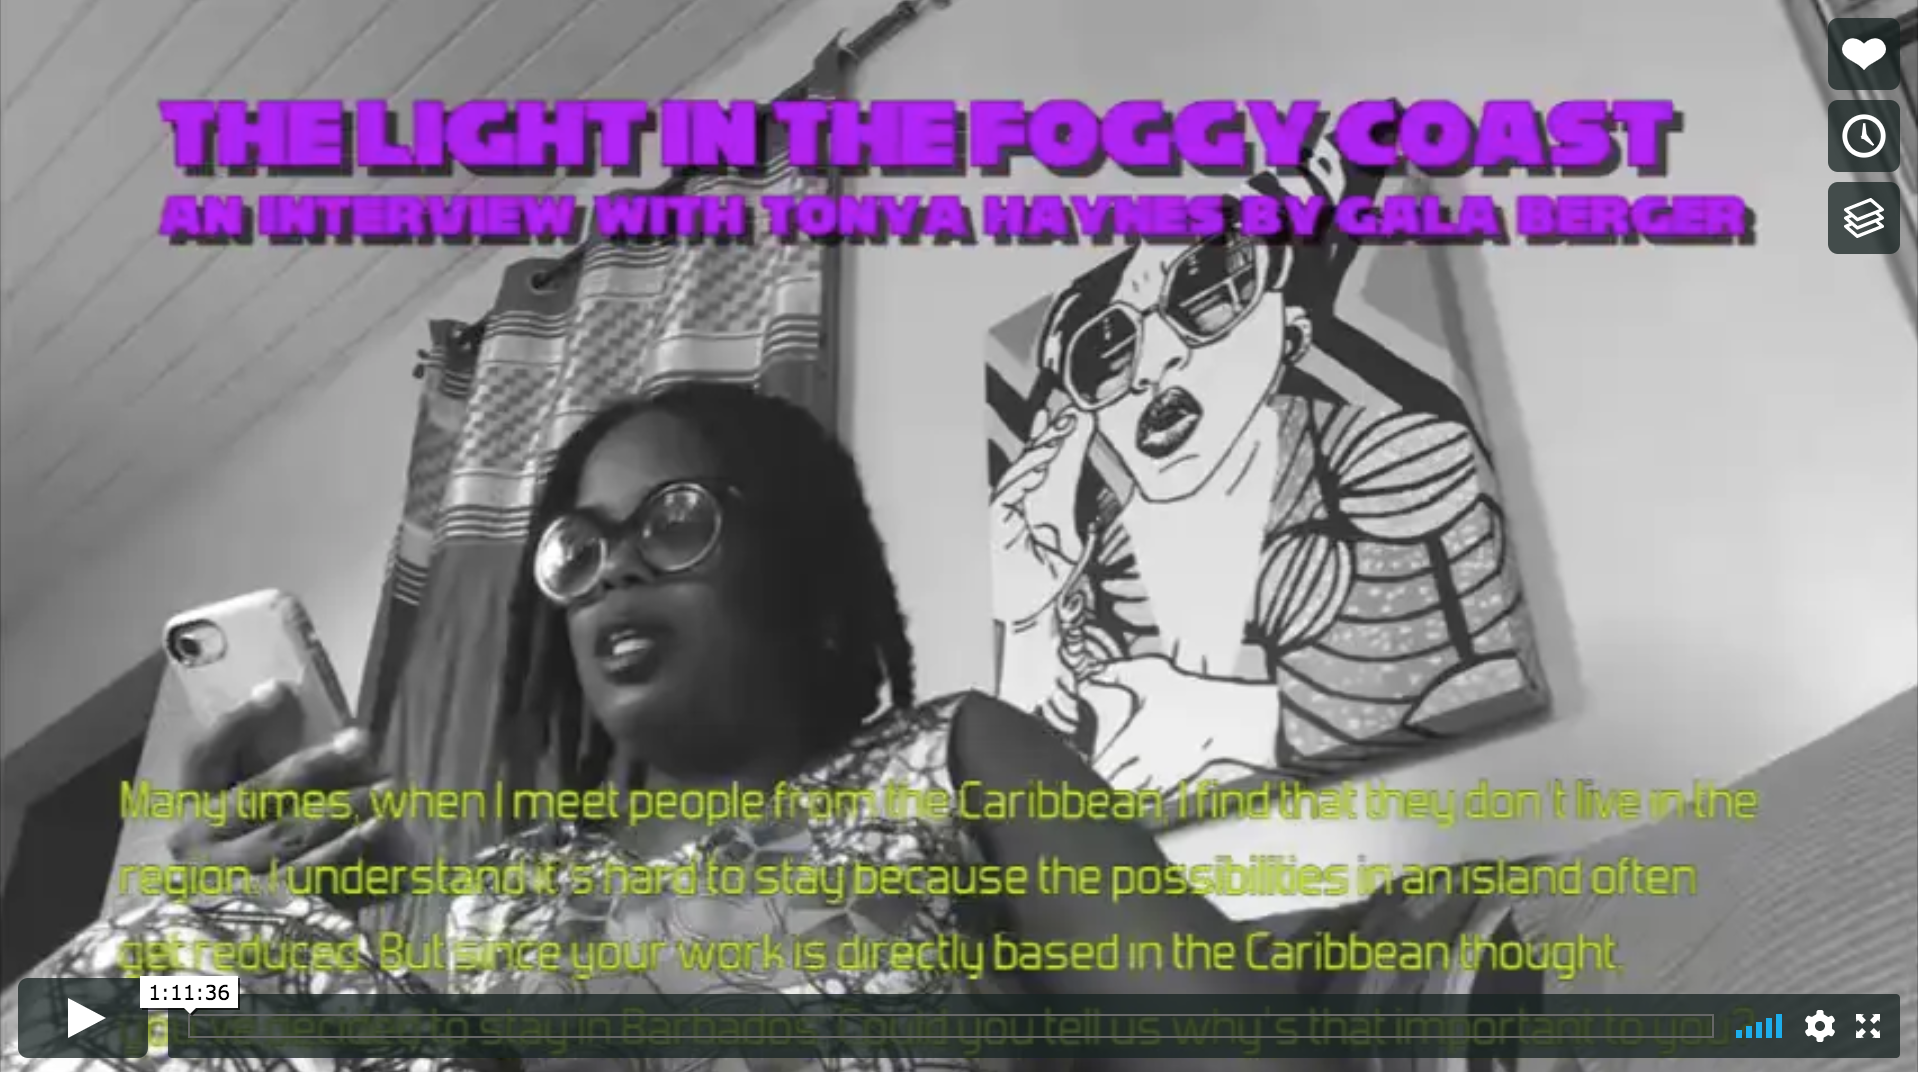 THE LIGHT IN THE FOGGY COAST
AN INTERVIEW WITH TONYA HAYNES BY GALA BERGER
Many times, when I meet people from the Caribbean, I find that they don't live in the
region. I understand it's hard to stay because the possibilities in an island often
get reduced. But since your work is directly based in the Caribbean thought,
1:11:36
you've decided to stay in Barbados. Could you tell us why's that important to you?